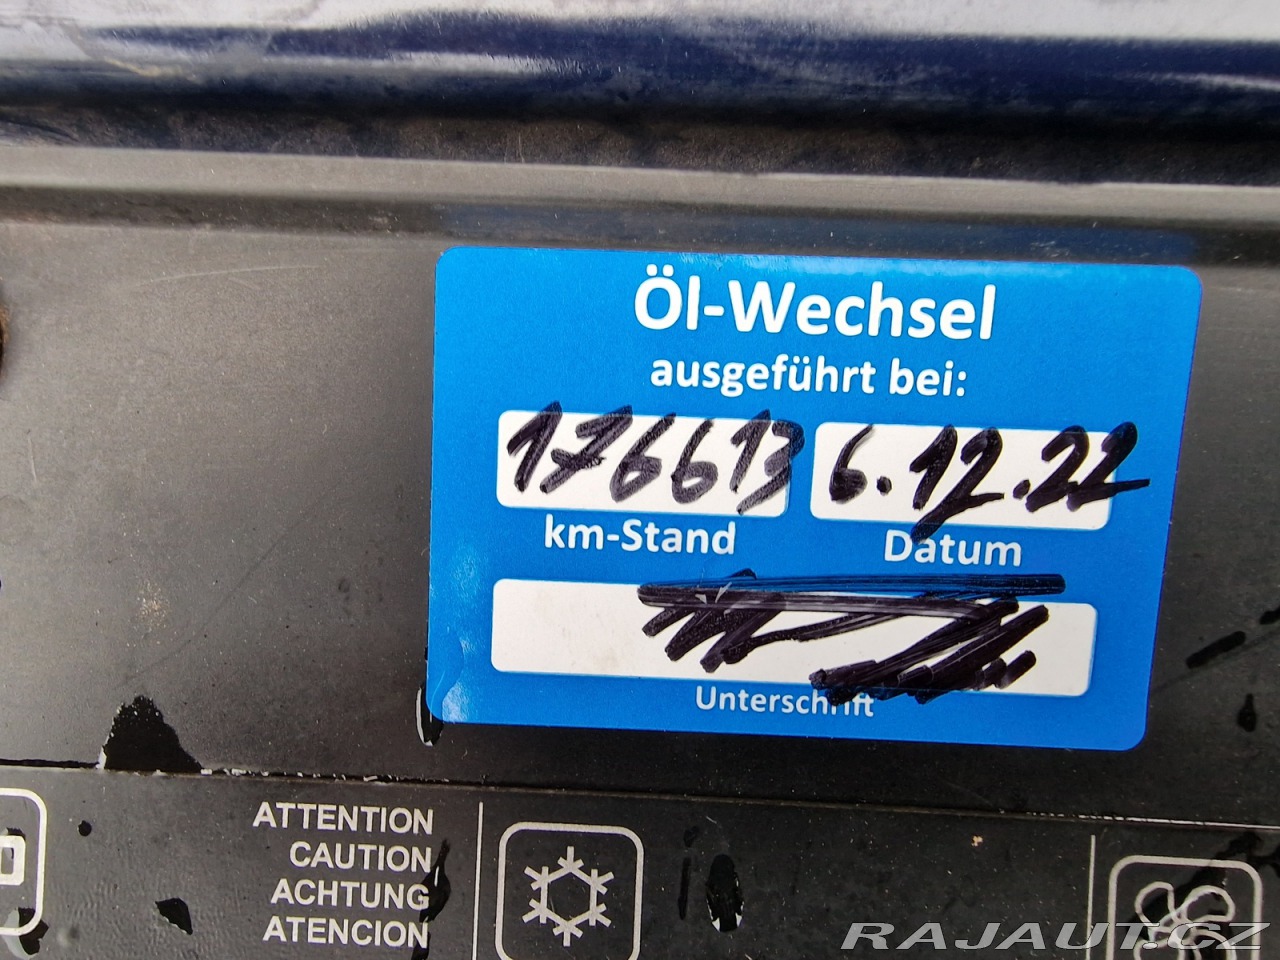 Öl-Wechsel
ausgeführt bei:
176613 6.12.22
km-Stand Datum
Unterschrift
ATTENTION
CAUTION
ACHTUNG
ATENCION
RAJAUT.CZ